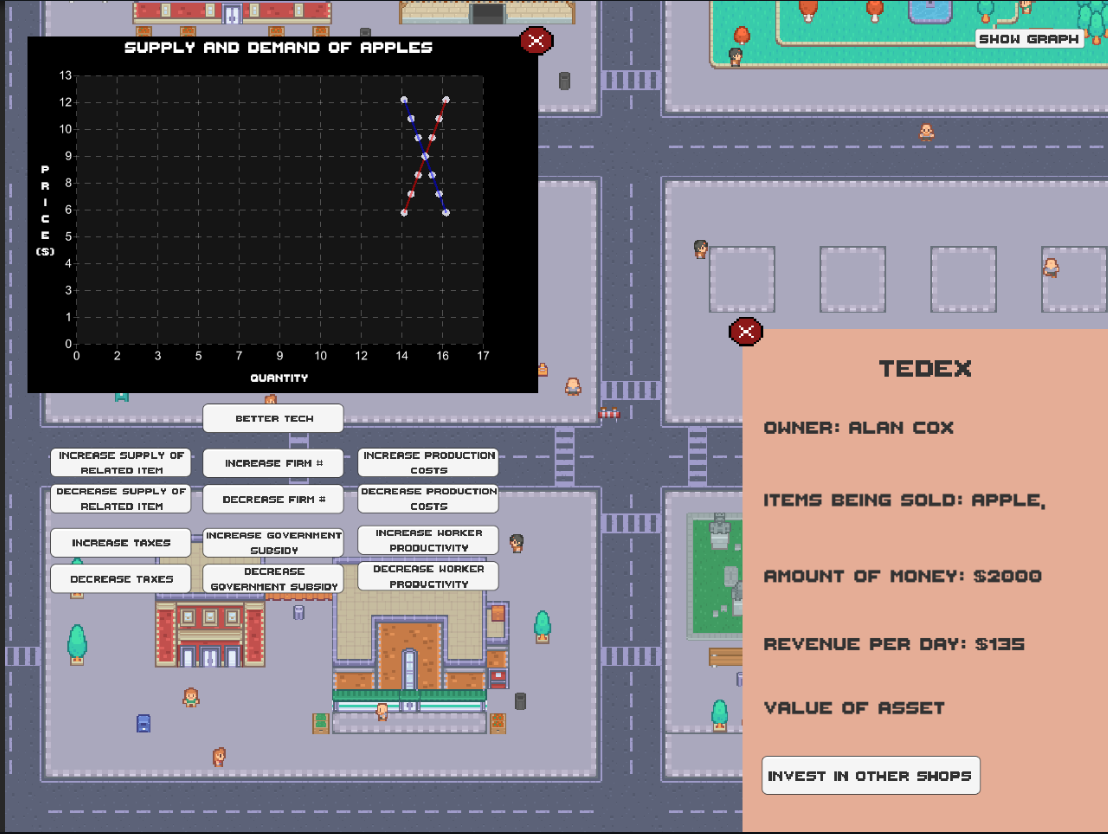 SUPPLY AND DEMAND OF APPLES
SHOW GRAPH
13
12
10
9
8
6
5
4
3
1
0
PRICE($)
0 2 3 5 7 9 10 12 14 16 17
QUANTITY
TEDEX
OWNER: ALAN COX
ITEMS BEING SOLD: APPLE,
AMOUNT OF MONEY: $2000
REVENUE PER DAY: $135
VALUE OF ASSET
INVEST IN OTHER SHOPS
BETTER TECH
INCREASE SUPPLY OF
RELATED ITEM
INCREASE FIRM #
INCREASE PRODUCTION
COSTS
DECREASE SUPPLY OF
RELATED ITEM
DECREASE FIRM #
DECREASE PRODUCTION
COSTS
INCREASE TAXES
INCREASE GOVERNMENT
SUBSIDY
INCREASE WORKER
PRODUCTIVITY
DECREASE TAXES
DECREASE
GOVERNMENT SUBSIDY
DECREASE WORKER
PRODUCTIVITY